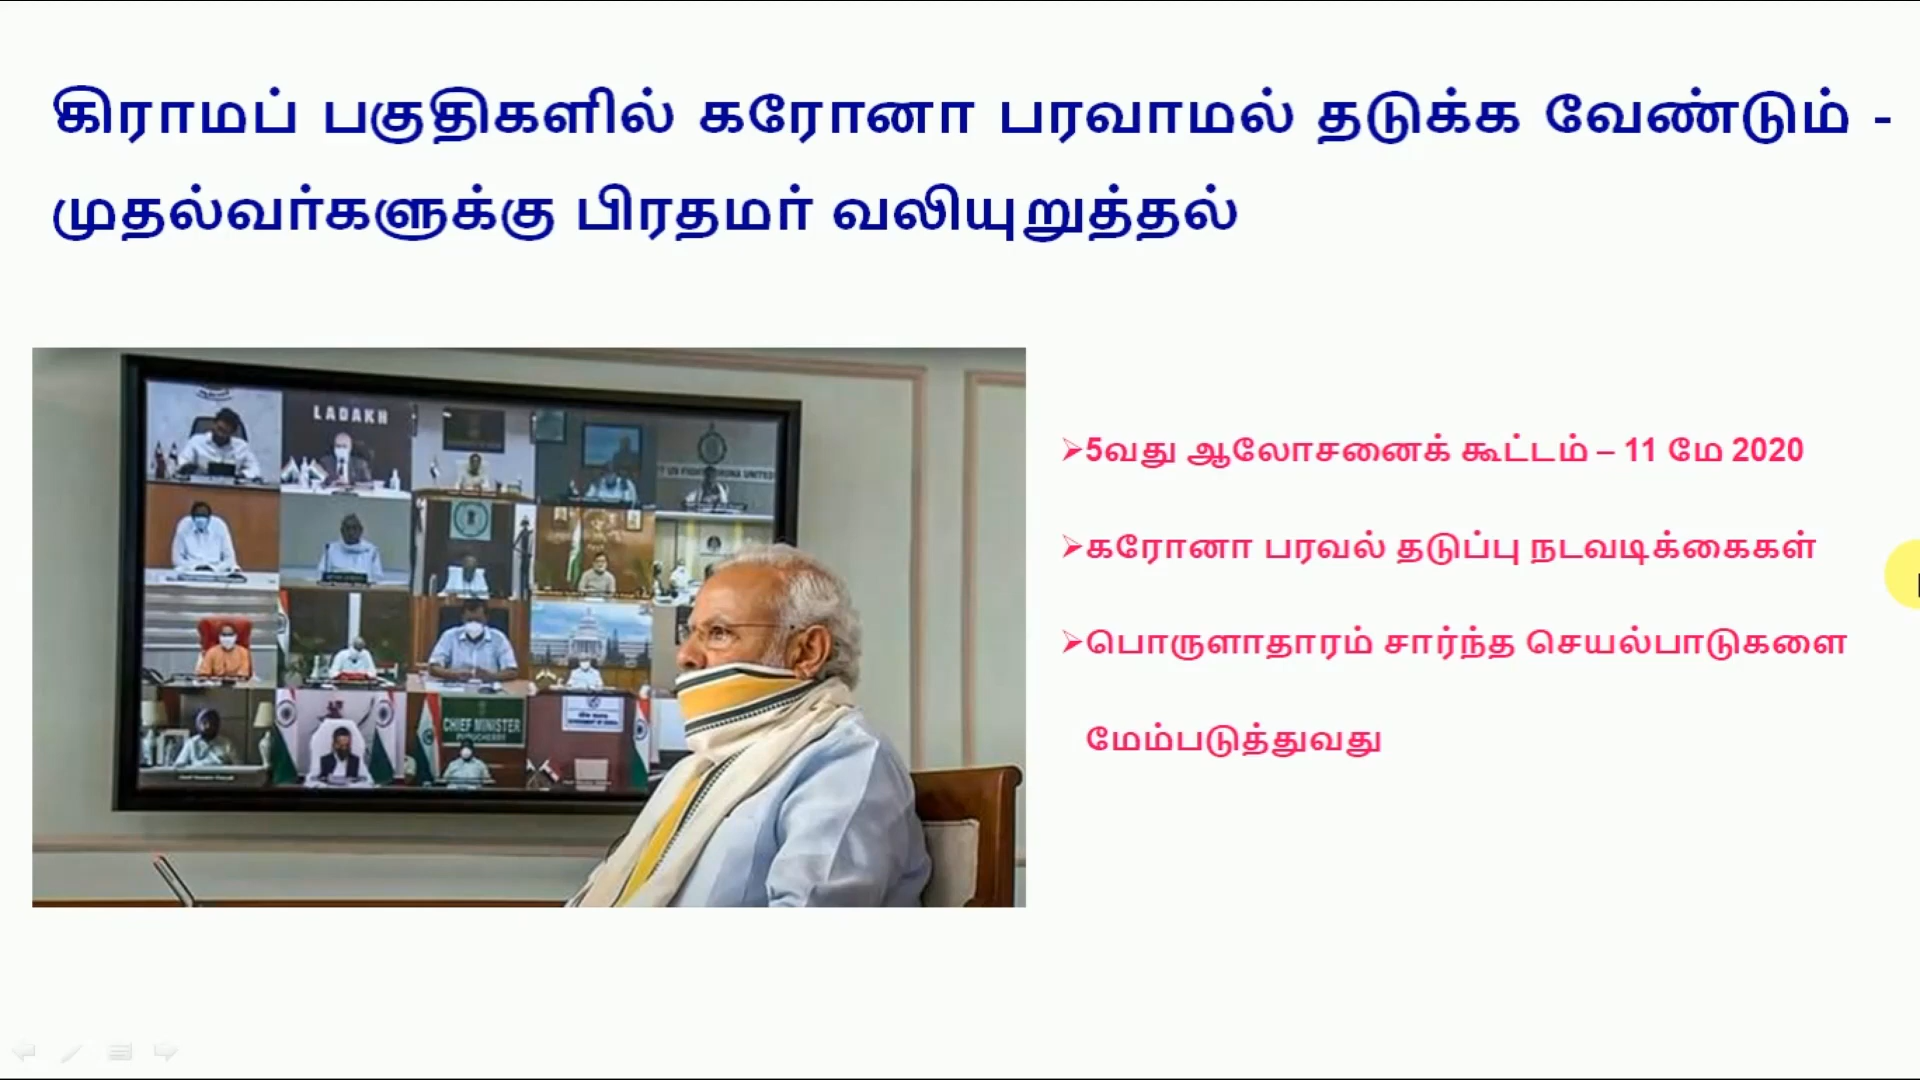 கிராமப் பகுதிகளில் கரோனா பரவாமல் தடுக்க வேண்டும் -
முதல்வர்களுக்கு பிரதமர் வலியுறுத்தல்
LADAKH
CHIEF MINISTER
PUDUCHERRY
➢5வது ஆலோசனைக் கூட்டம் – 11 மே 2020
➢கரோனா பரவல் தடுப்பு நடவடிக்கைகள்
➢பொருளாதாரம் சார்ந்த செயல்பாடுகளை
மேம்படுத்துவது